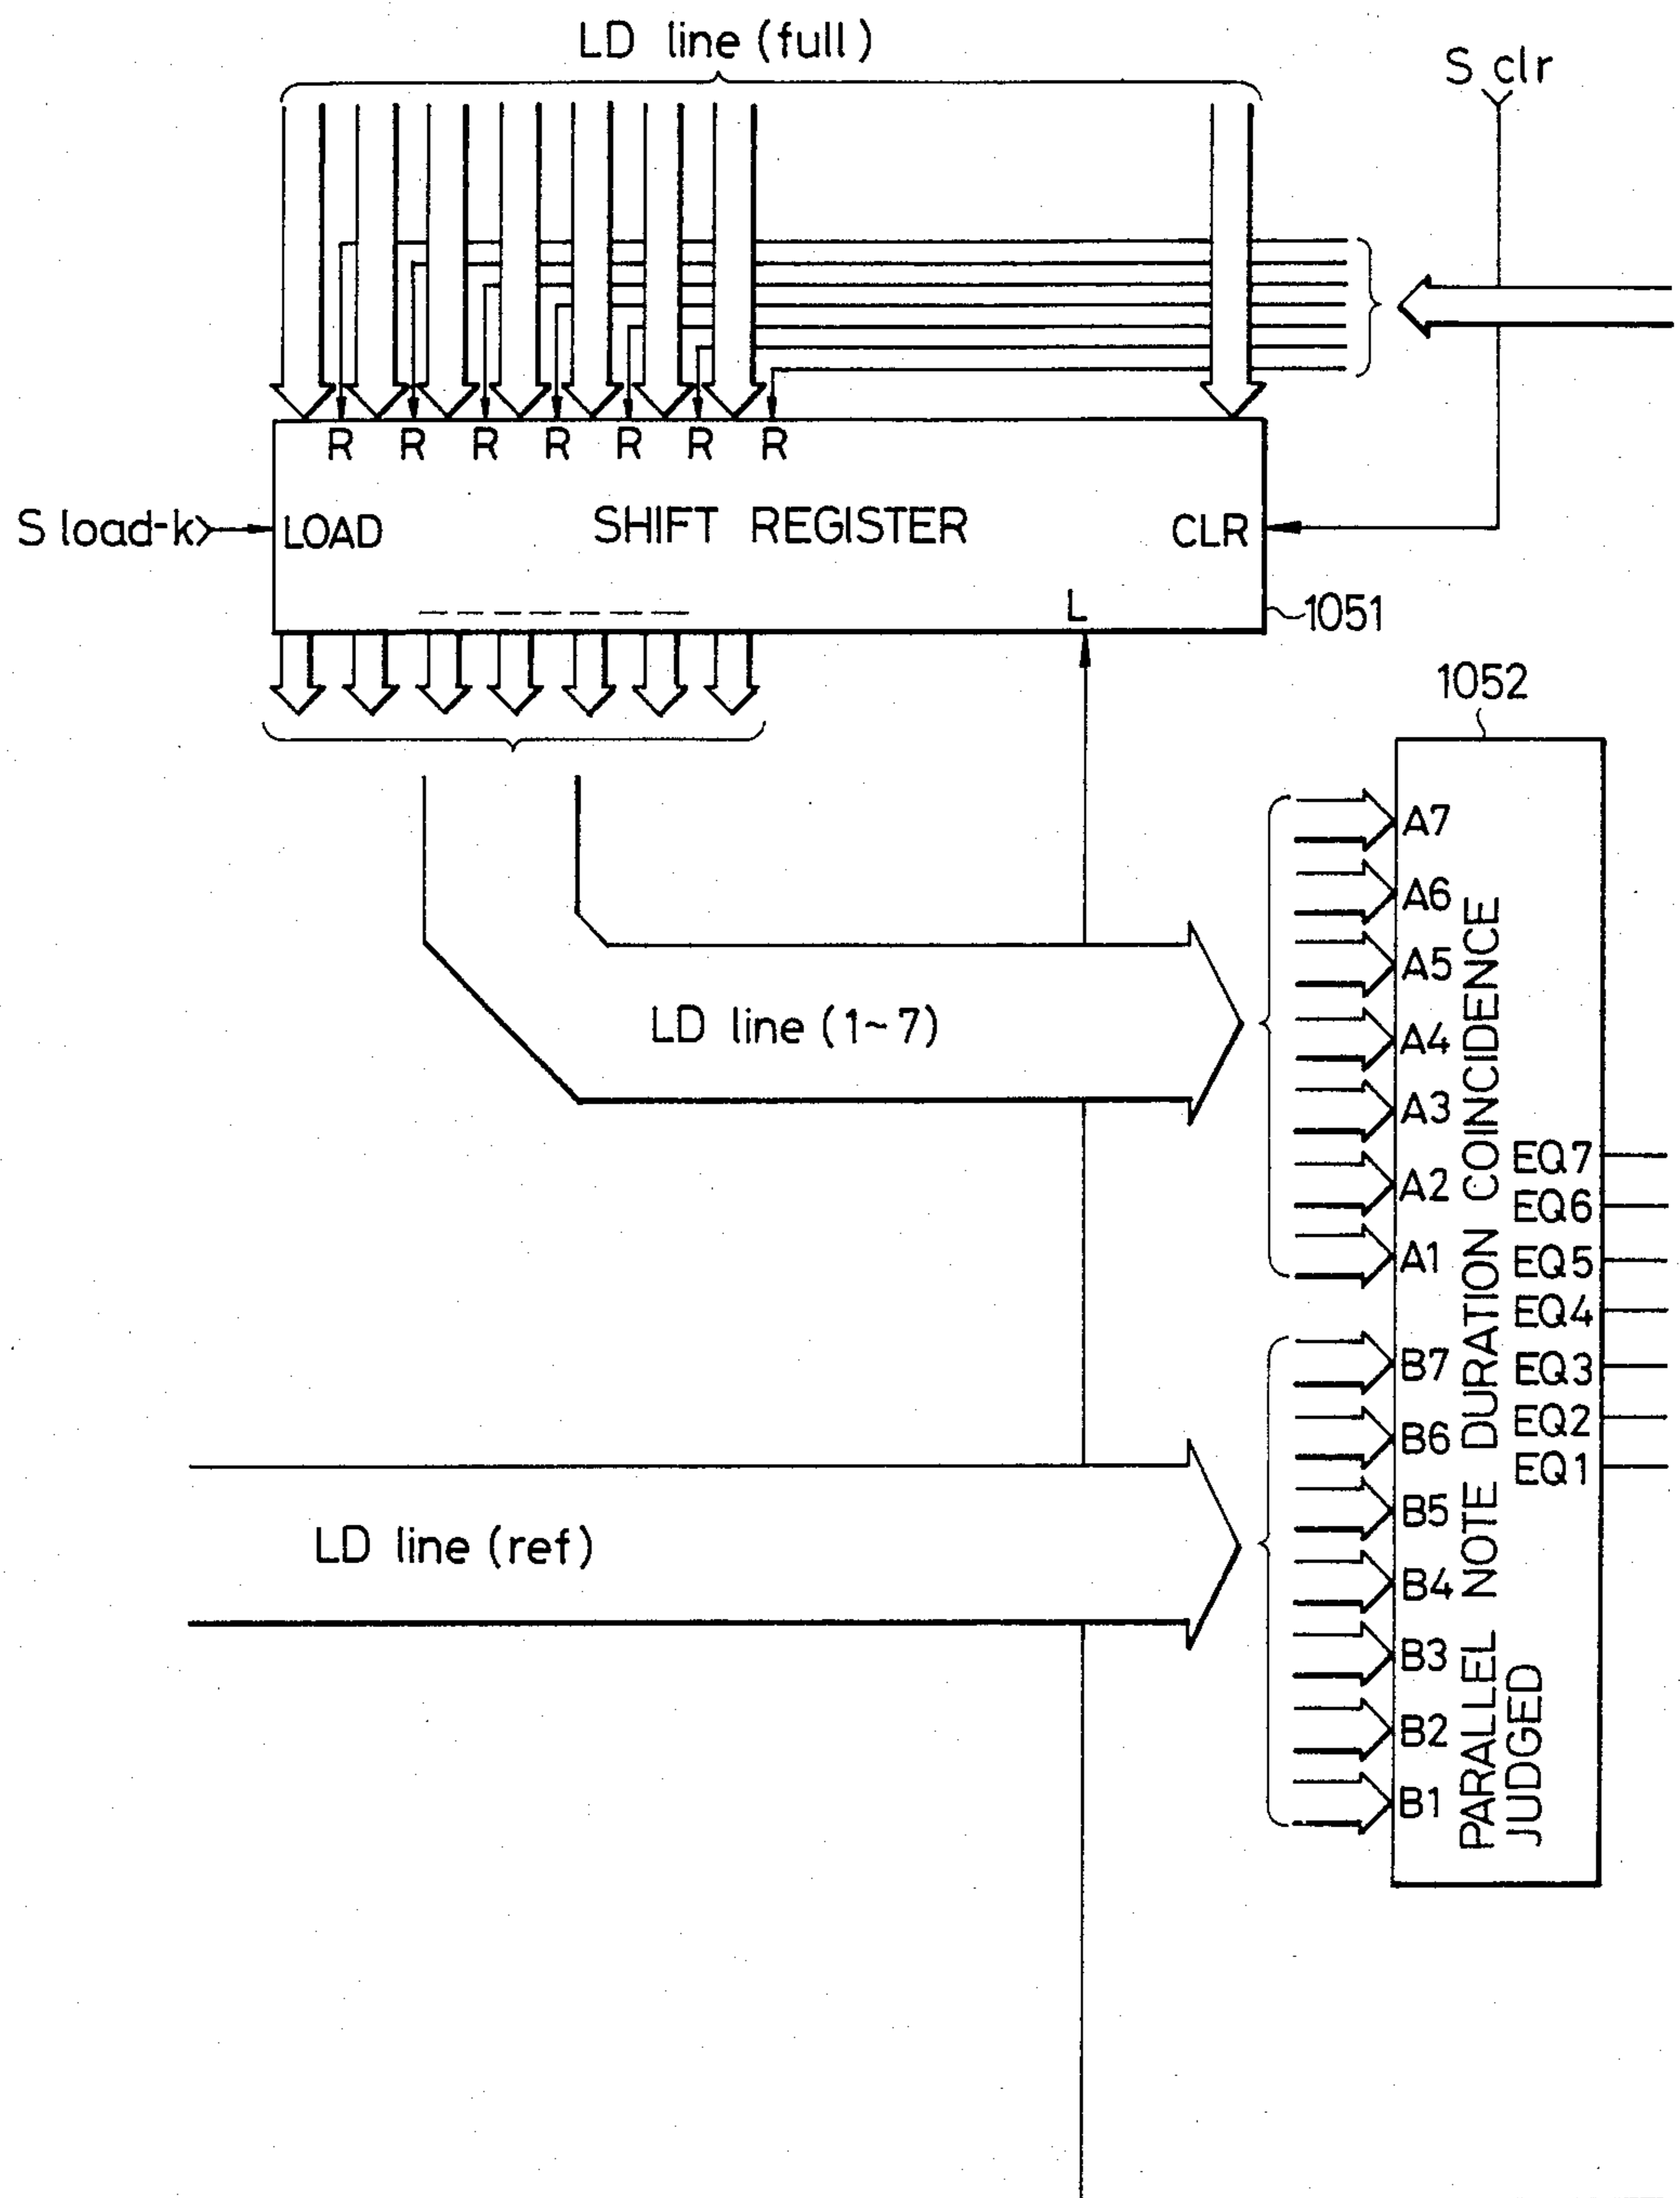 LD line (full)
S clr
R R R R R R R
S load-k
LOAD
SHIFT REGISTER
CLR
L
1051
1052
A7
A6
A5
A4
A3
A2
A1
LD line (1~7)
B7
B6
B5
B4
B3
B2
B1
LD line (ref)
PARALLEL NOTE DURATION COINCIDENCE
JUDGED
EQ7
EQ6
EQ5
EQ4
EQ3
EQ2
EQ1